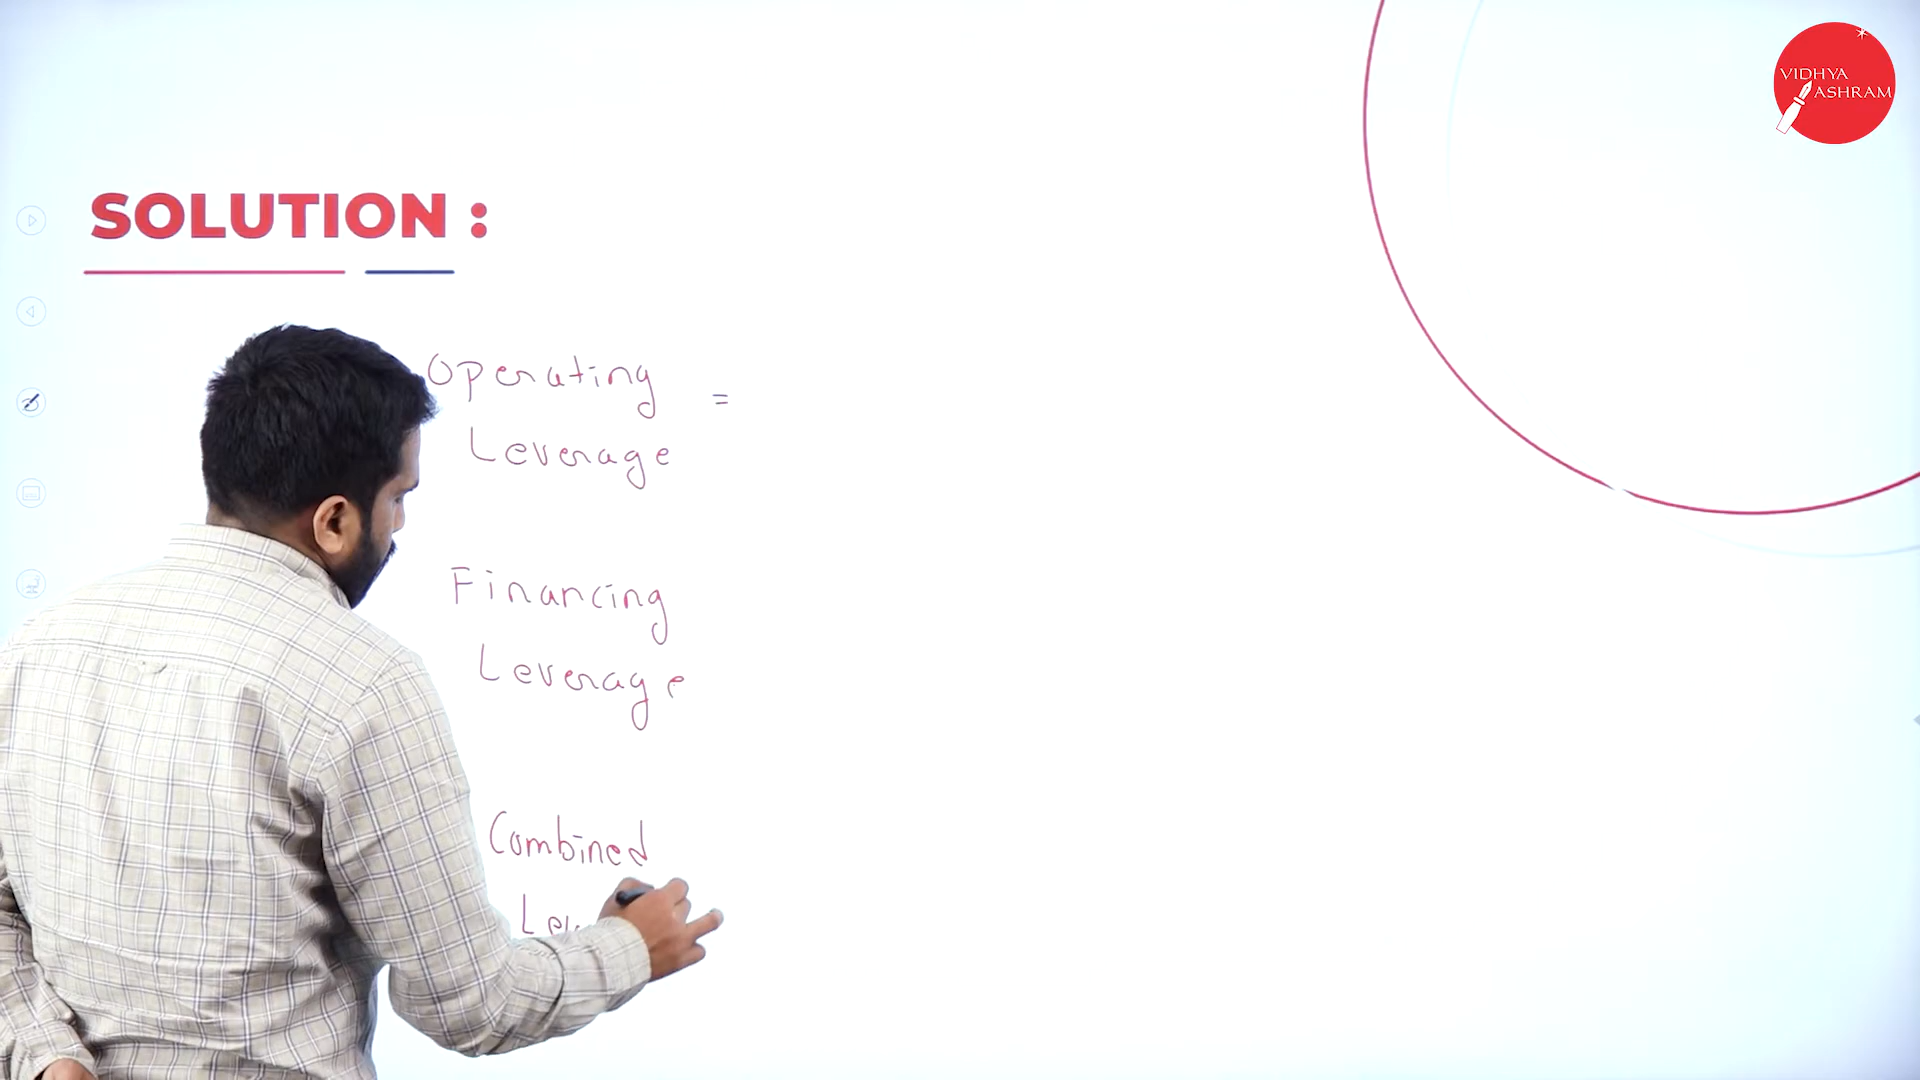 VIDHYA
ASHRAM
SOLUTION :
Operating
=
Leverage
Financing
Leverage
Combined